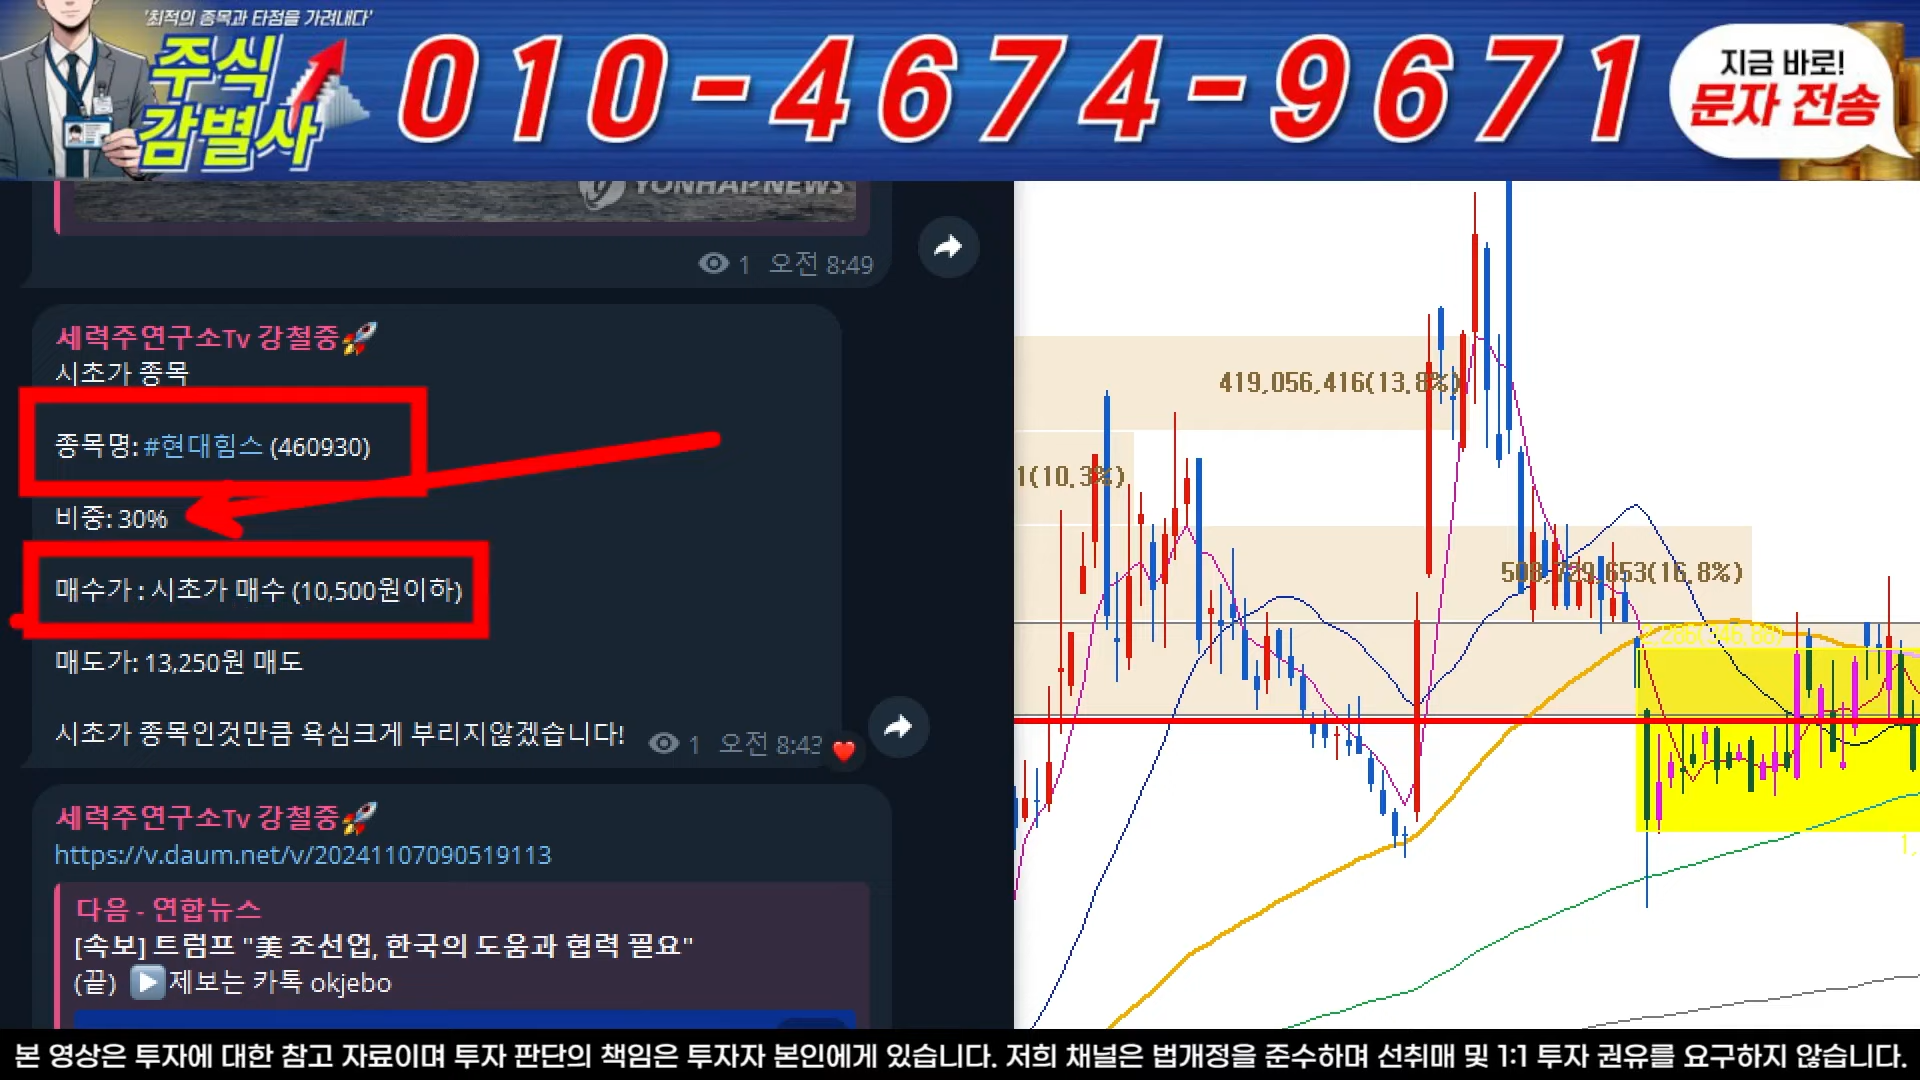 '최적의 종목과 타점을 가려내다'
주식
감별사
010-4674-9671
지금 바로!
문자 전송
YONHAP NEWS
1 오전 8:49
세력주연구소Tv 강철중🚀
시초가 종목
종목명: #현대힘스 (460930)
비중: 30%
매수가 : 시초가 매수 (10,500원이하)
매도가: 13,250원 매도
시초가 종목인것만큼 욕심크게 부리지않겠습니다!
1 오전 8:43
세력주연구소Tv 강철중🚀
https://v.daum.net/v/20241107090519113
다음 - 연합뉴스
[속보] 트럼프 "美 조선업, 한국의 도움과 협력 필요"
(끝) ▶️제보는 카톡 okjebo
419,056,416(13.8%)
1(10.3%)
508,729,653(16.8%)
본 영상은 투자에 대한 참고 자료이며 투자 판단의 책임은 투자자 본인에게 있습니다. 저희 채널은 법개정을 준수하며 선취매 및 1:1 투자 권유를 요구하지 않습니다.